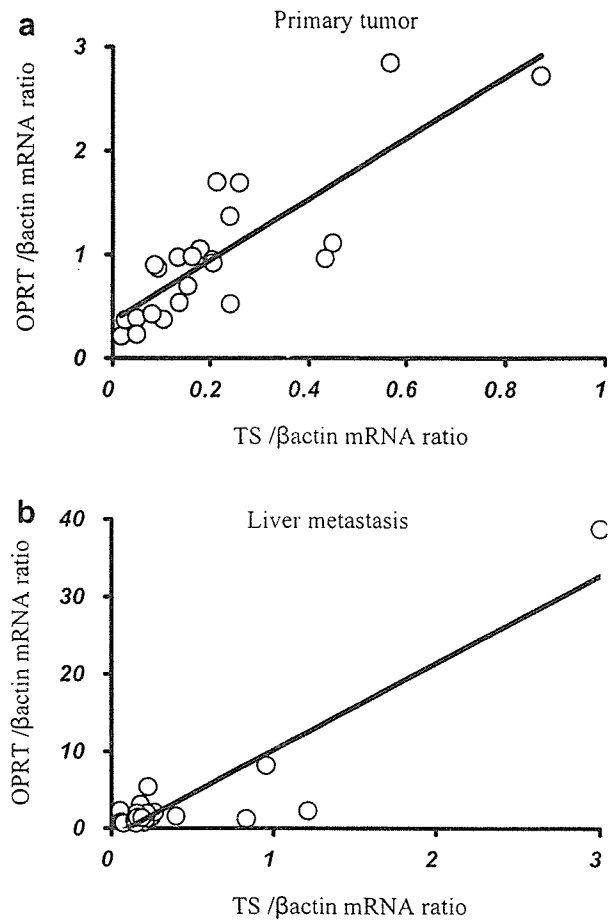 a
Primary tumor
OPRT /βactin mRNA ratio
3
2
1
0
0 0.2 0.4 0.6 0.8 1
TS /βactin mRNA ratio
b
Liver metastasis
OPRT /βactin mRNA ratio
40
30
20
10
0
0 1 2 3
TS /βactin mRNA ratio